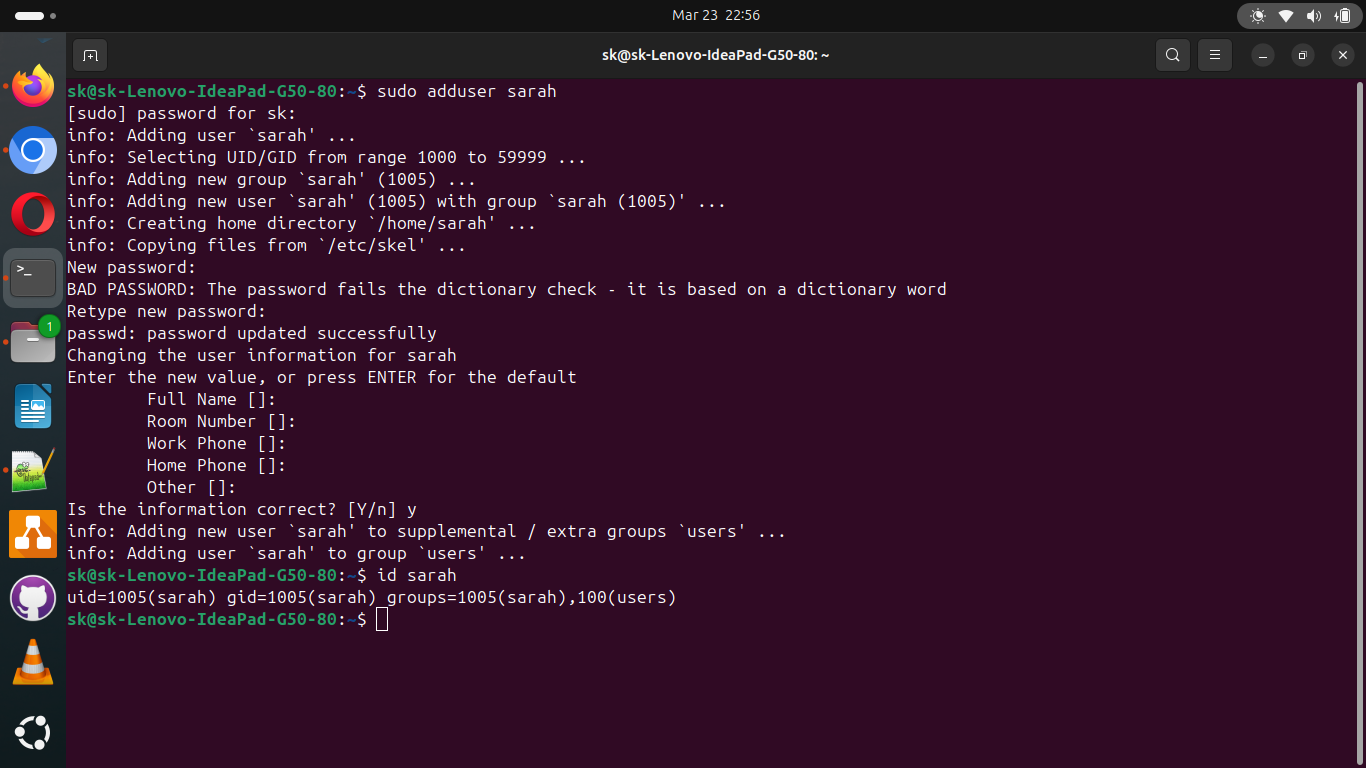 Mar 23 22:56
sk@sk-Lenovo-IdeaPad-G50-80: ~
sk@sk-Lenovo-IdeaPad-G50-80:~$ sudo adduser sarah
[sudo] password for sk:
info: Adding user `sarah' ...
info: Selecting UID/GID from range 1000 to 59999 ...
info: Adding new group `sarah' (1005) ...
info: Adding new user `sarah' (1005) with group `sarah (1005)' ...
info: Creating home directory `/home/sarah' ...
info: Copying files from `/etc/skel' ...
New password:
BAD PASSWORD: The password fails the dictionary check - it is based on a dictionary word
Retype new password:
passwd: password updated successfully
Changing the user information for sarah
Enter the new value, or press ENTER for the default
Full Name []:
Room Number []:
Work Phone []:
Home Phone []:
Other []:
Is the information correct? [Y/n] y
info: Adding new user `sarah' to supplemental / extra groups `users' ...
info: Adding user `sarah' to group `users' ...
sk@sk-Lenovo-IdeaPad-G50-80:~$ id sarah
uid=1005(sarah) gid=1005(sarah) groups=1005(sarah),100(users)
sk@sk-Lenovo-IdeaPad-G50-80:~$
>_
1